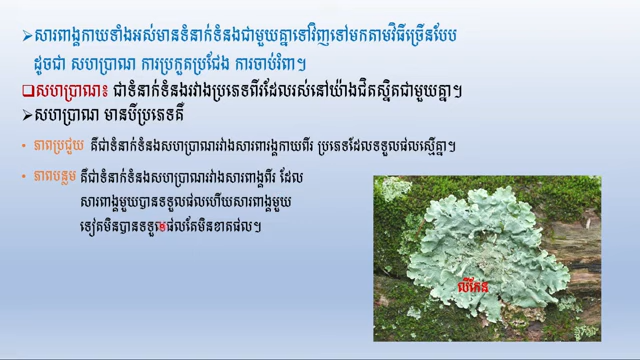 ➢សារពាង្គកាយទាំងអស់មានទំនាក់ទំនងជាមួយគ្នាទៅវិញទៅមកតាមវិធីច្រើនបែប
ដូចជា សហប្រាណ ការប្រកួតប្រជែង ការចាប់រំពា។
❑សហប្រាណ៖ ជាទំនាក់ទំនងរវាងប្រភេទពីរដែលរស់នៅយ៉ាងជិតស្និតជាមួយគ្នា។
➢សហប្រាណ មានបីប្រភេទគឺ
• ភាពប្រជួយ គឺជាទំនាក់ទំនងសហប្រាណរវាងសារពារង្គកាយពីរ ប្រភេទដែលទទួលផលស្មើគ្នា។
• ភាពបន្សម គឺជាទំនាក់ទំនងសហប្រាណរវាងសារពាង្គពីរ ដែល
សារពាង្គមួយបានទទួលផលហើយសារពាង្គមួយ
ទៀតមិនបានទទួលផលតែមិនខាតផល។
លីកែន